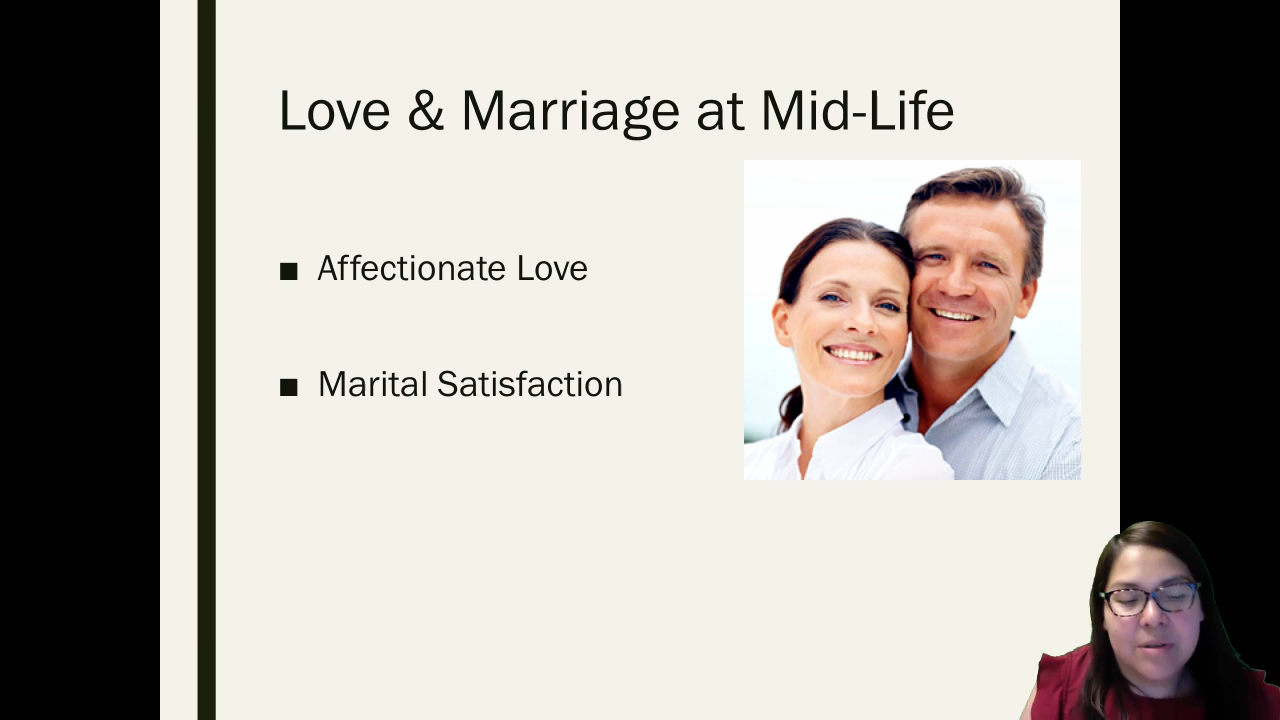 Love & Marriage at Mid-Life
■ Affectionate Love
■ Marital Satisfaction